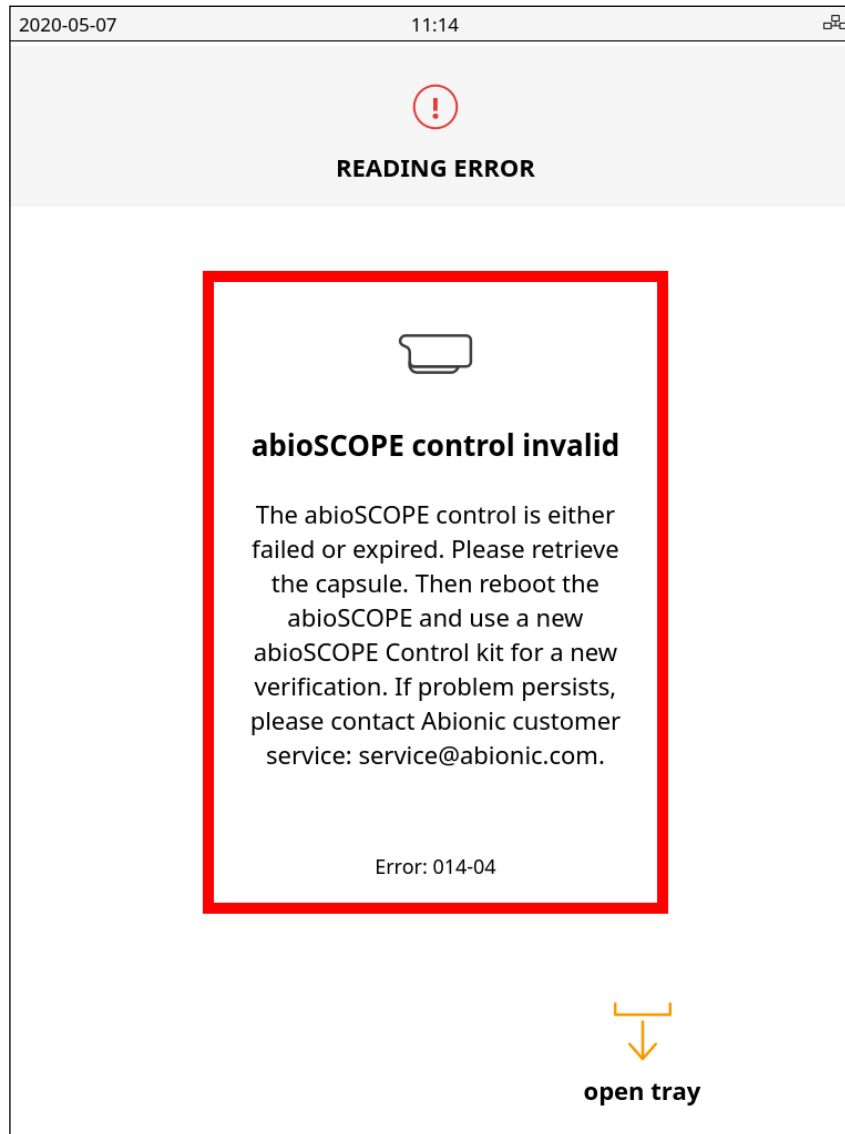 2020-05-07 11:14
READING ERROR
abioSCOPE control invalid
The abioSCOPE control is either
failed or expired. Please retrieve
the capsule. Then reboot the
abioSCOPE and use a new
abioSCOPE Control kit for a new
verification. If problem persists,
please contact Abionic customer
service: service@abionic.com.
Error: 014-04
open tray